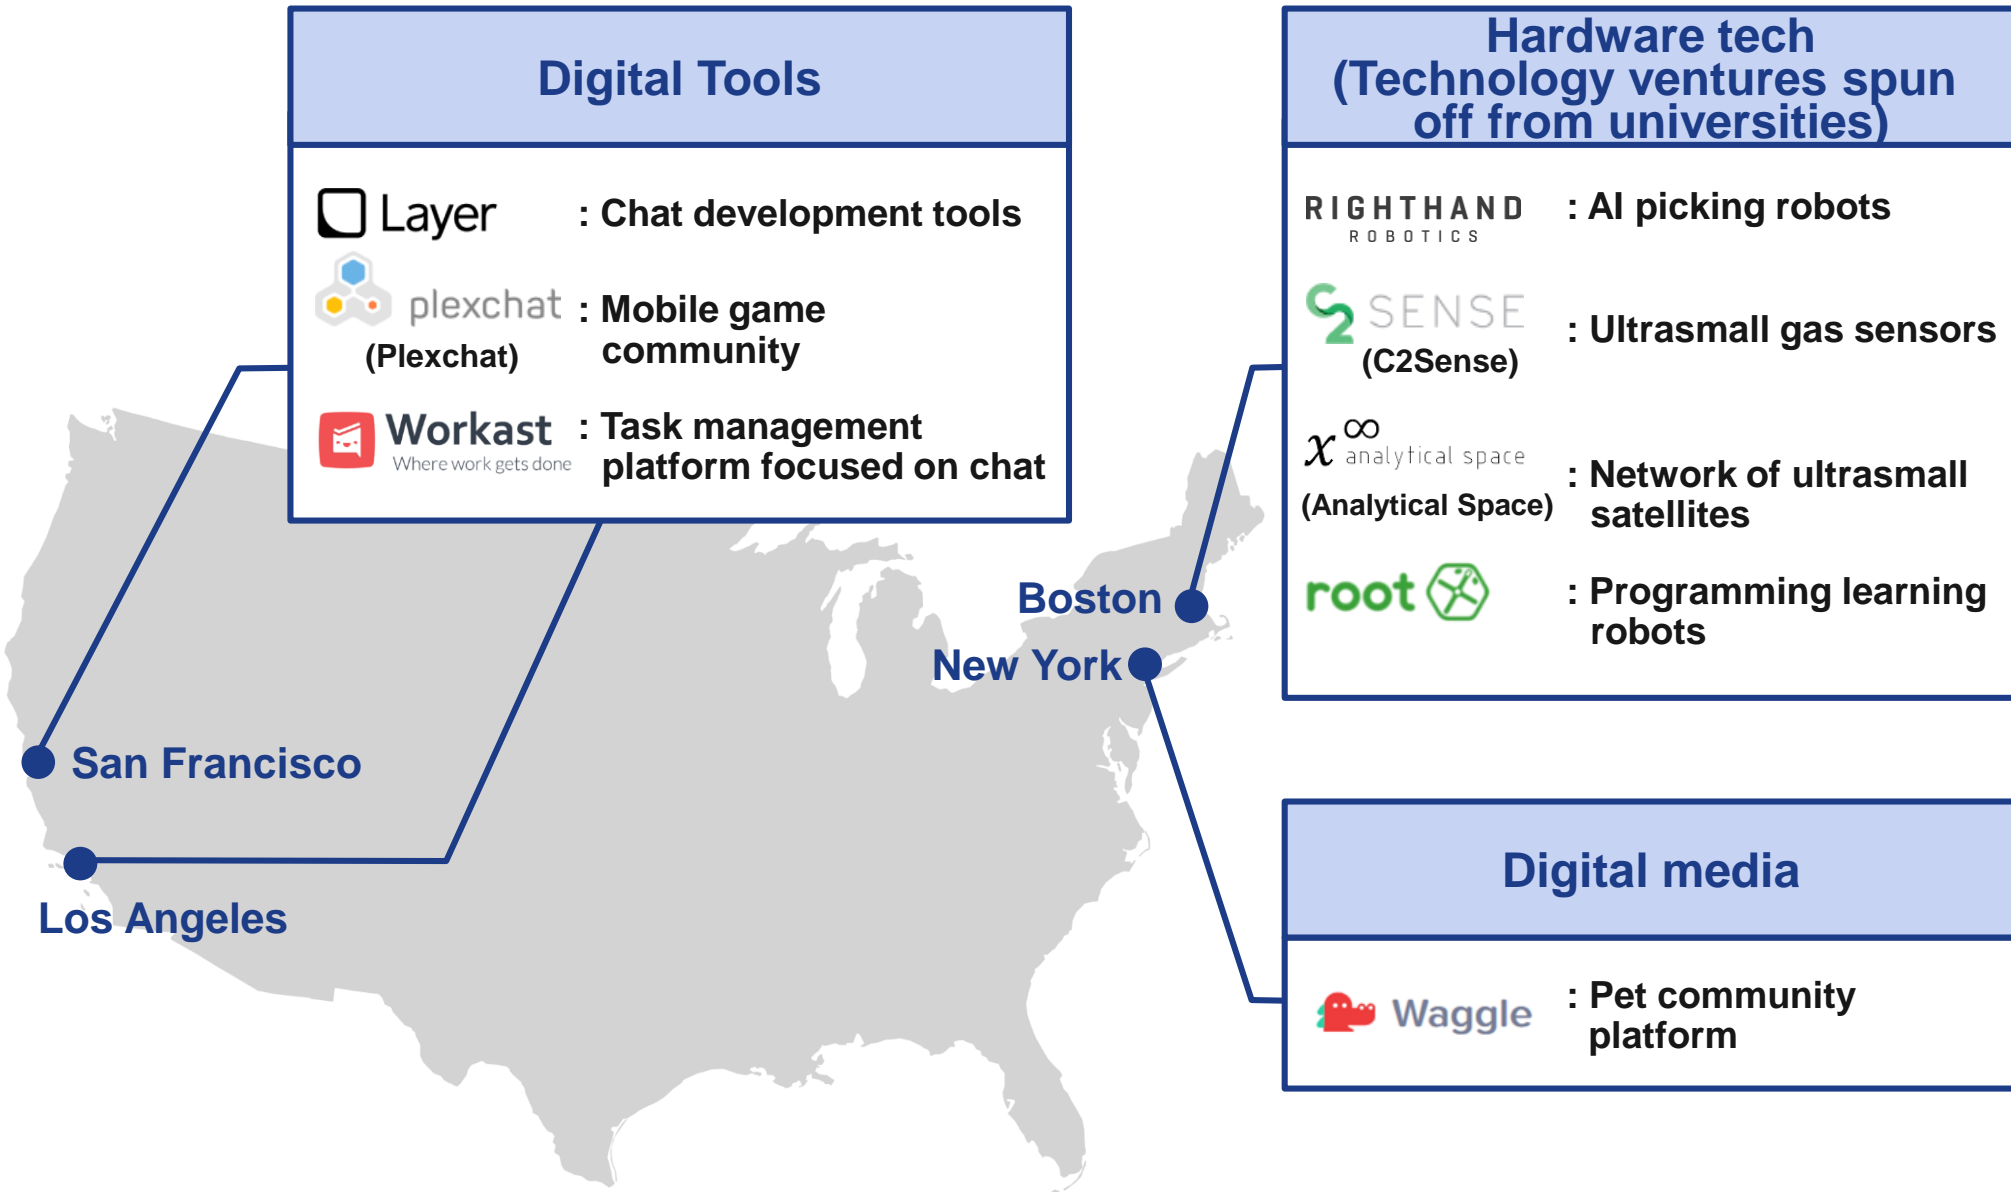 Digital Tools
Layer
: Chat development tools
plexchat
(Plexchat)
: Mobile game
community
Workast
Where work gets done
: Task management
platform focused on chat
Hardware tech
(Technology ventures spun
off from universities)
RIGHTHAND
ROBOTICS
: AI picking robots
C2 SENSE
(C2Sense)
: Ultrasmall gas sensors
x∞
analytical space
(Analytical Space)
: Network of ultrasmall
satellites
root
: Programming learning
robots
Boston
New York
San Francisco
Los Angeles
Digital media
Waggle
: Pet community
platform